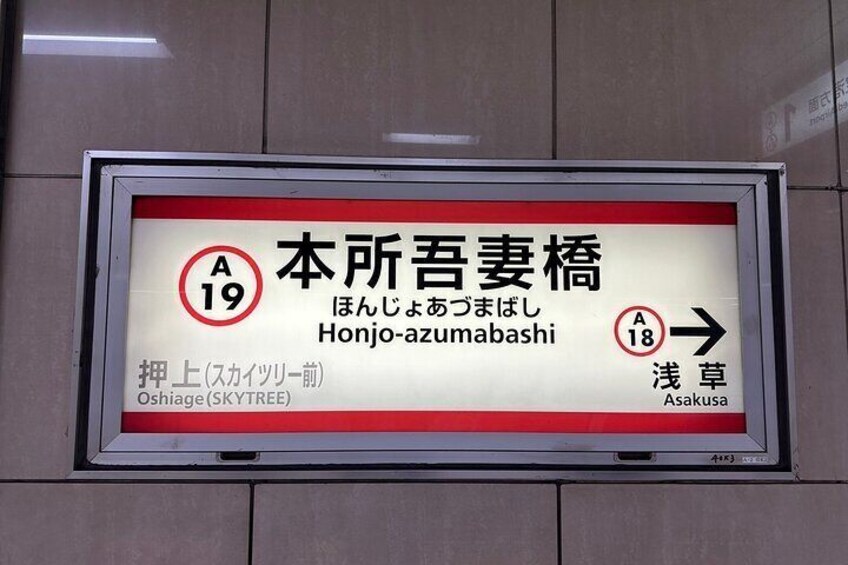 A
19
本所吾妻橋
ほんじょあづまばし
Honjo-azumabashi
押上(スカイツリー前)
Oshiage(SKYTREE)
A
18
浅草
Asakusa